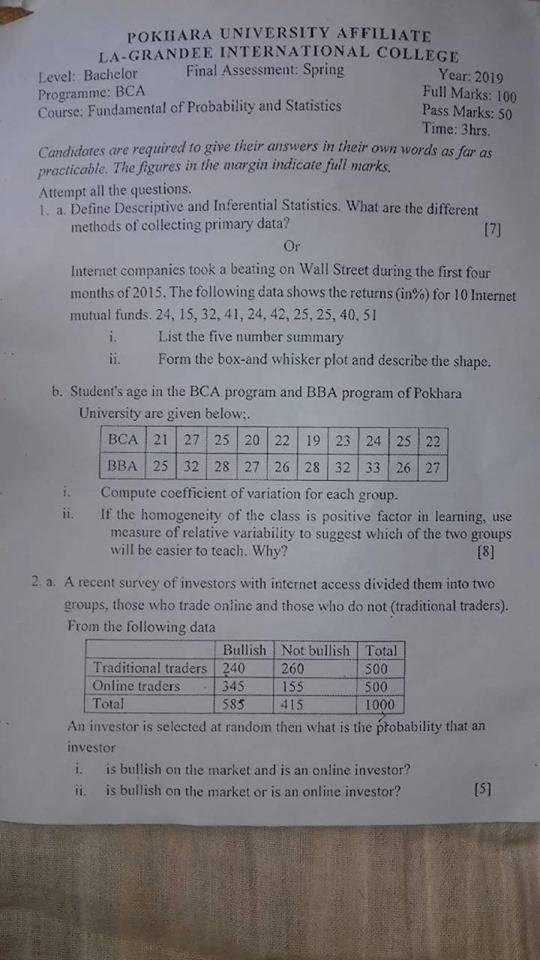 POKHARA UNIVERSITY AFFILIATE
LA-GRANDEE INTERNATIONAL COLLEGE
Level: Bachelor Final Assessment: Spring Year: 2019
Programme: BCA Full Marks: 100
Course: Fundamental of Probability and Statistics Pass Marks: 50
Time: 3hrs.
Candidates are required to give their answers in their own words as far as
practicable. The figures in the margin indicate full marks.
Attempt all the questions.
1. a. Define Descriptive and Inferential Statistics. What are the different
methods of collecting primary data? [7]
Or
Internet companies took a beating on Wall Street during the first four
months of 2015. The following data shows the returns (in%) for 10 Internet
mutual funds. 24, 15, 32, 41, 24, 42, 25, 25, 40, 51
i. List the five number summary
ii. Form the box-and whisker plot and describe the shape.
b. Student's age in the BCA program and BBA program of Pokhara
University are given below;.
BCA 21 27 25 20 22 19 23 24 25 22
BBA 25 32 28 27 26 28 32 33 26 27
i. Compute coefficient of variation for each group.
ii. If the homogeneity of the class is positive factor in learning, use
measure of relative variability to suggest which of the two groups
will be easier to teach. Why? [8]
2. a. A recent survey of investors with internet access divided them into two
groups, those who trade online and those who do not (traditional traders).
From the following data
Bullish Not bullish Total
Traditional traders 240 260 500
Online traders 345 155 500
Total 585 415 1000
An investor is selected at random then what is the probability that an
investor
i. is bullish on the market and is an online investor?
ii. is bullish on the market or is an online investor? [5]